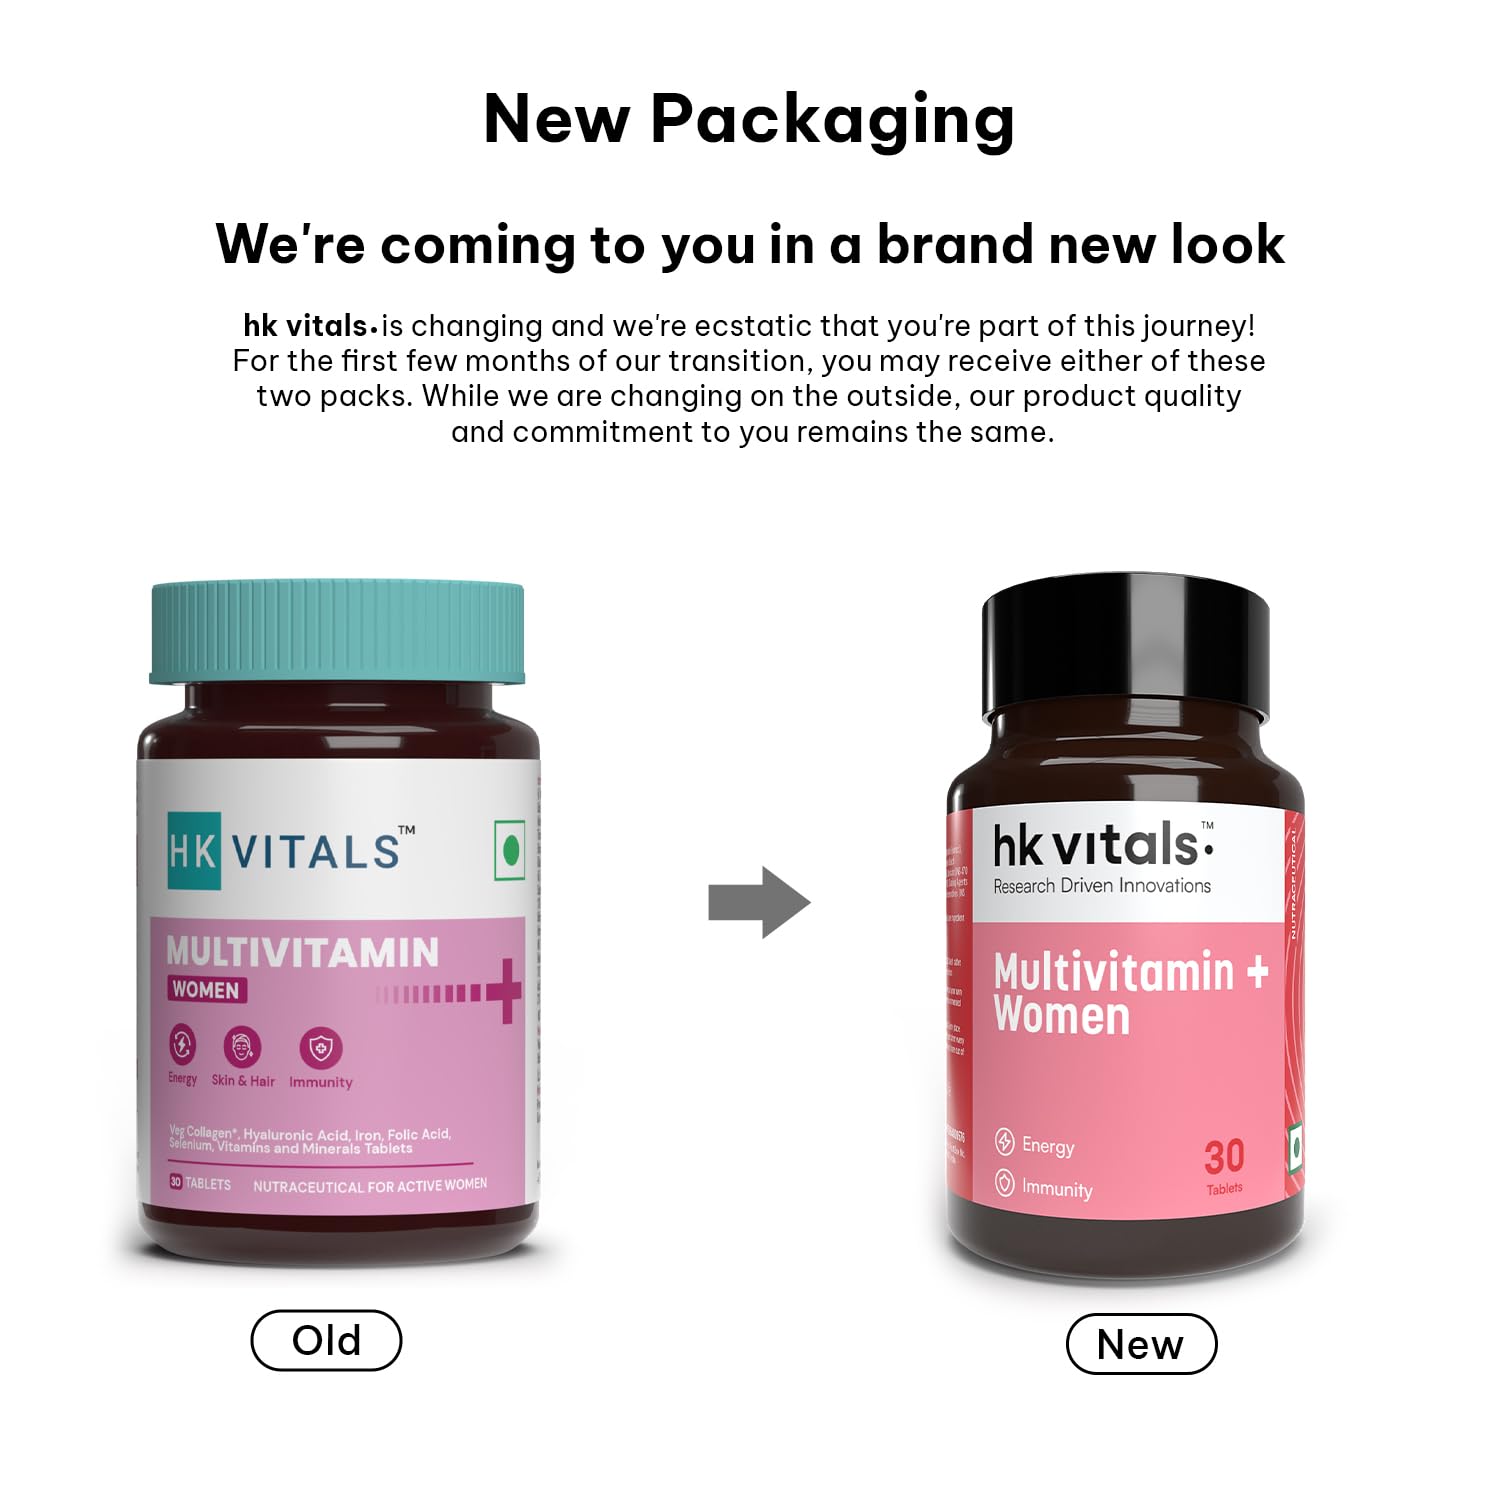 New Packaging
We're coming to you in a brand new look
hk vitals• is changing and we're ecstatic that you're part of this journey!
For the first few months of our transition, you may receive either of these
two packs. While we are changing on the outside, our product quality
and commitment to you remains the same.
HK VITALS™
MULTIVITAMIN
WOMEN
Energy Skin & Hair Immunity
Veg Collagen*, Hyaluronic Acid, Iron, Folic Acid,
Selenium, Vitamins and Minerals Tablets
30 TABLETS NUTRACEUTICAL FOR ACTIVE WOMEN
Old
hk vitals•™
Research Driven Innovations
NUTRACEUTICAL
Multivitamin +
Women
Energy
Immunity
30
Tablets
New